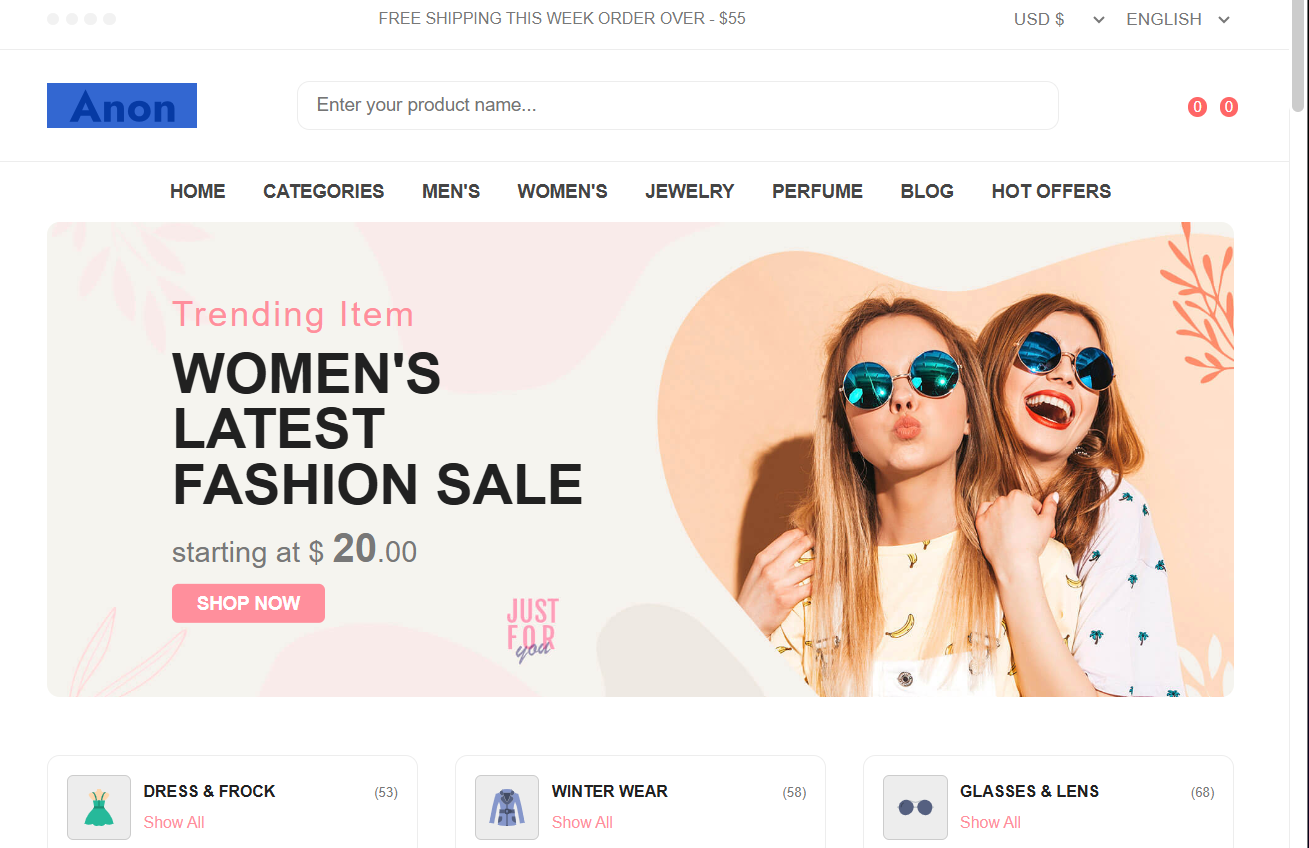 FREE SHIPPING THIS WEEK ORDER OVER - $55
USD $
ENGLISH
Anon
Enter your product name...
0
0
HOME
CATEGORIES
MEN'S
WOMEN'S
JEWELRY
PERFUME
BLOG
HOT OFFERS
Trending Item
WOMEN'S
LATEST
FASHION SALE
starting at $ 20.00
SHOP NOW
JUST
FOR
you
DRESS & FROCK
(53)
Show All
WINTER WEAR
(58)
Show All
GLASSES & LENS
(68)
Show All